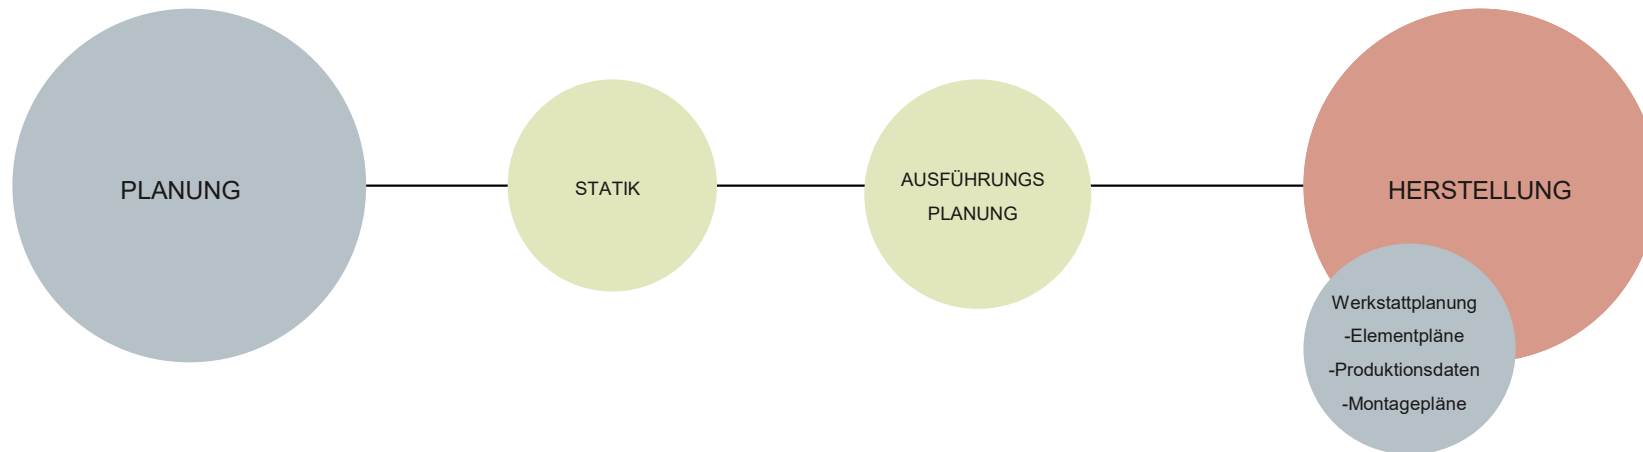 PLANUNG
STATIK
AUSFÜHRUNGS
PLANUNG
HERSTELLUNG
Werkstattplanung
-Elementpläne
-Produktionsdaten
-Montagepläne